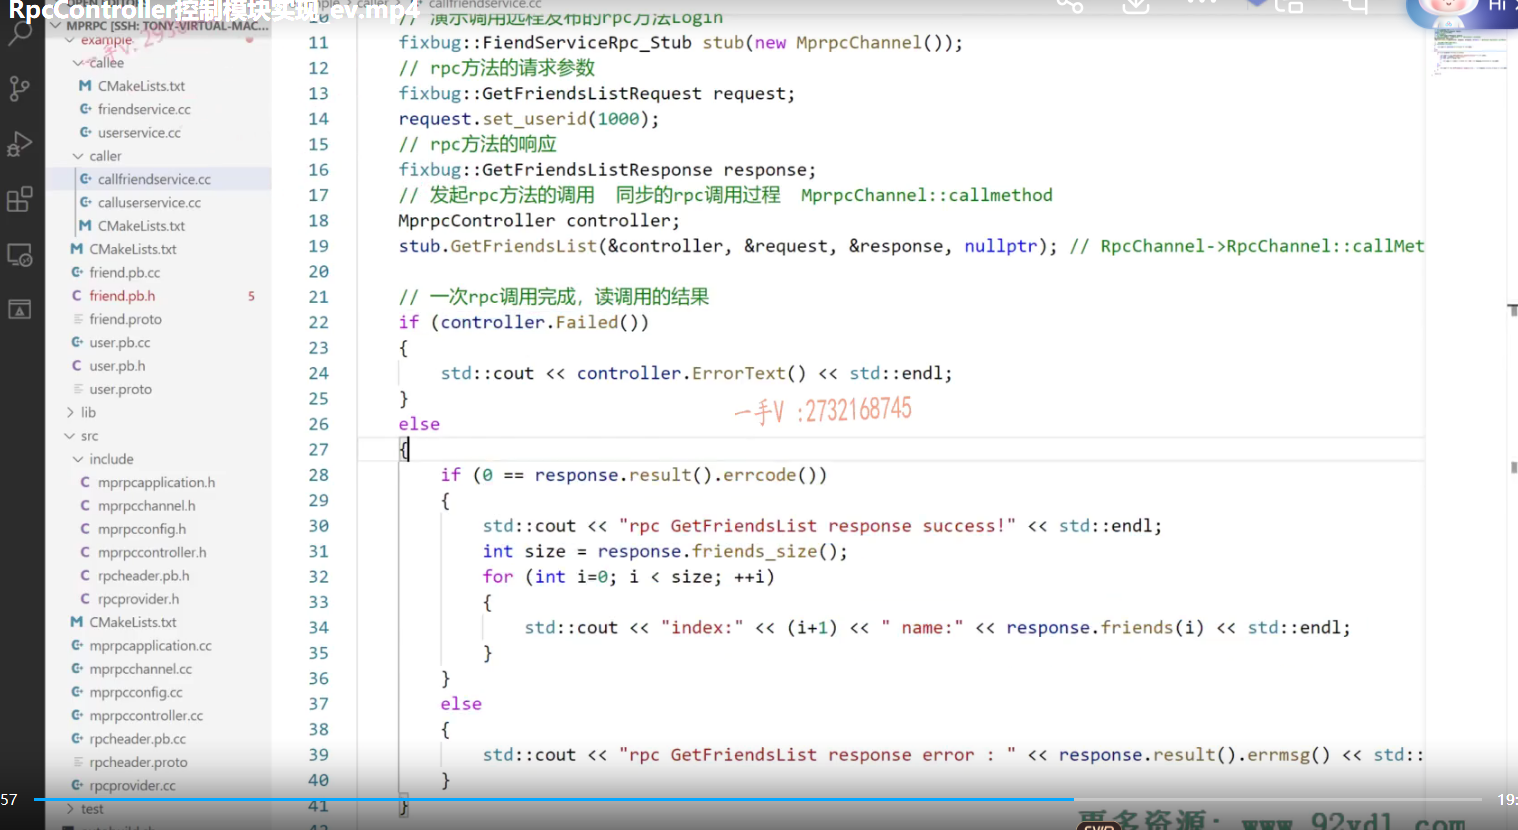 RpcController控制模块实现_ev.mp4
MPRPC [SSH: TONY-VIRTUAL-MAC...
example
callee
CMakeLists.txt
friendservice.cc
userservice.cc
caller
callfriendservice.cc
calluserservice.cc
CMakeLists.txt
CMakeLists.txt
friend.pb.cc
friend.pb.h 5
friend.proto
user.pb.cc
user.pb.h
user.proto
lib
src
include
mprpcapplication.h
mprpcchannel.h
mprpcconfig.h
mprpccontroller.h
rpcheader.pb.h
rpcprovider.h
CMakeLists.txt
mprpcapplication.cc
mprpcchannel.cc
mprpcconfig.cc
mprpccontroller.cc
rpcheader.pb.cc
rpcheader.proto
rpcprovider.cc
test
caller callfriendservice.cc
10 // 演示调用远程发布的rpc方法Login
11 fixbug::FiendServiceRpc_Stub stub(new MprpcChannel());
12 // rpc方法的请求参数
13 fixbug::GetFriendsListRequest request;
14 request.set_userid(1000);
15 // rpc方法的响应
16 fixbug::GetFriendsListResponse response;
17 // 发起rpc方法的调用 同步的rpc调用过程 MprpcChannel::callmethod
18 MprpcController controller;
19 stub.GetFriendsList(&controller, &request, &response, nullptr); // RpcChannel->RpcChannel::callMet
20
21 // 一次rpc调用完成，读调用的结果
22 if (controller.Failed())
23 {
24 std::cout << controller.ErrorText() << std::endl;
25 }
26 else
27 {
28 if (0 == response.result().errcode())
29 {
30 std::cout << "rpc GetFriendsList response success!" << std::endl;
31 int size = response.friends_size();
32 for (int i=0; i < size; ++i)
33 {
34 std::cout << "index:" << (i+1) << " name:" << response.friends(i) << std::endl;
35 }
36 }
37 else
38 {
39 std::cout << "rpc GetFriendsList response error : " << response.result().errmsg() << std::
40 }
41 }
一手V :2732168745
Hi
57
19:
更多资源: www.92ydl.com